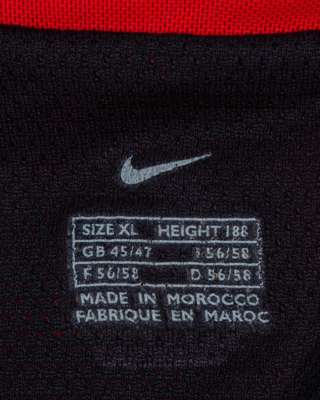 SIZE XL HEIGHT 188
GB 45/47 I 56/58
F 56/58 D 56/58
MADE IN MOROCCO
FABRIQUE EN MAROC